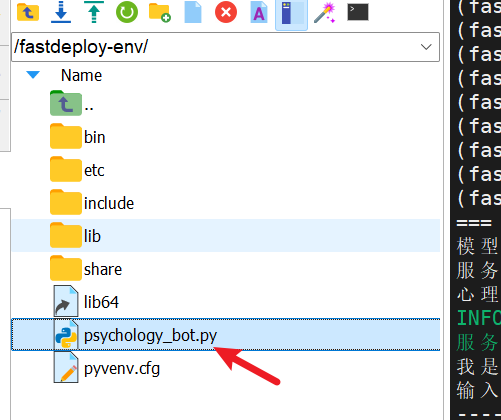 /fastdeploy-env/
Name
..
bin
etc
include
lib
share
lib64
psychology_bot.py
pyvenv.cfg
(fas
(fas
(fas
(fas
(fas
(fas
(fas
(fas
(fas
===
模型
服务
心理
INFO
服务
我是
输入
----